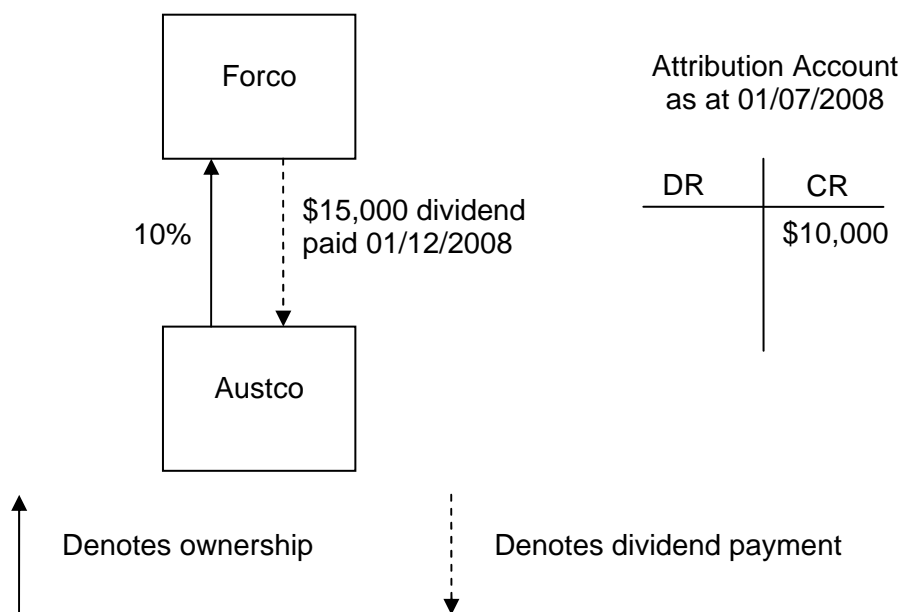 Forco
Attribution Account
as at 01/07/2008
DR
CR
$10,000
10%
$15,000 dividend
paid 01/12/2008
Austco
Denotes ownership
Denotes dividend payment